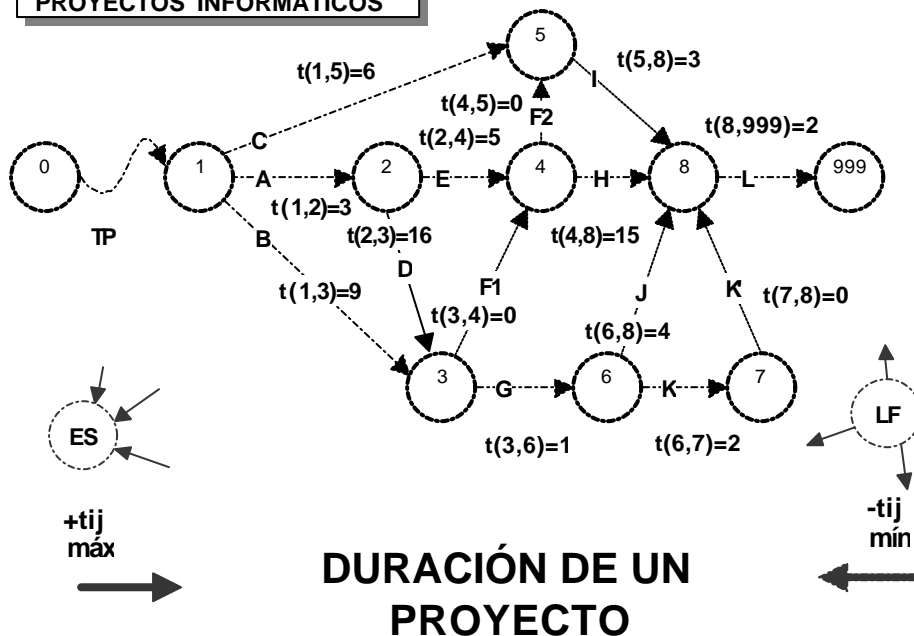 PROYECTOS INFORMÁTICOS
5
t(1,5)=6
I
t(5,8)=3
t(4,5)=0
F2
C
t(2,4)=5
t(8,999)=2
0
1
A
2
E
4
H
8
L
999
TP
t(1,2)=3
B
t(2,3)=16
t(4,8)=15
D
t(1,3)=9
F1
J
K'
t(7,8)=0
t(3,4)=0
t(6,8)=4
3
G
6
K
7
ES
LF
t(3,6)=1
t(6,7)=2
+tij
máx
-tij
mín
DURACIÓN DE UN
PROYECTO